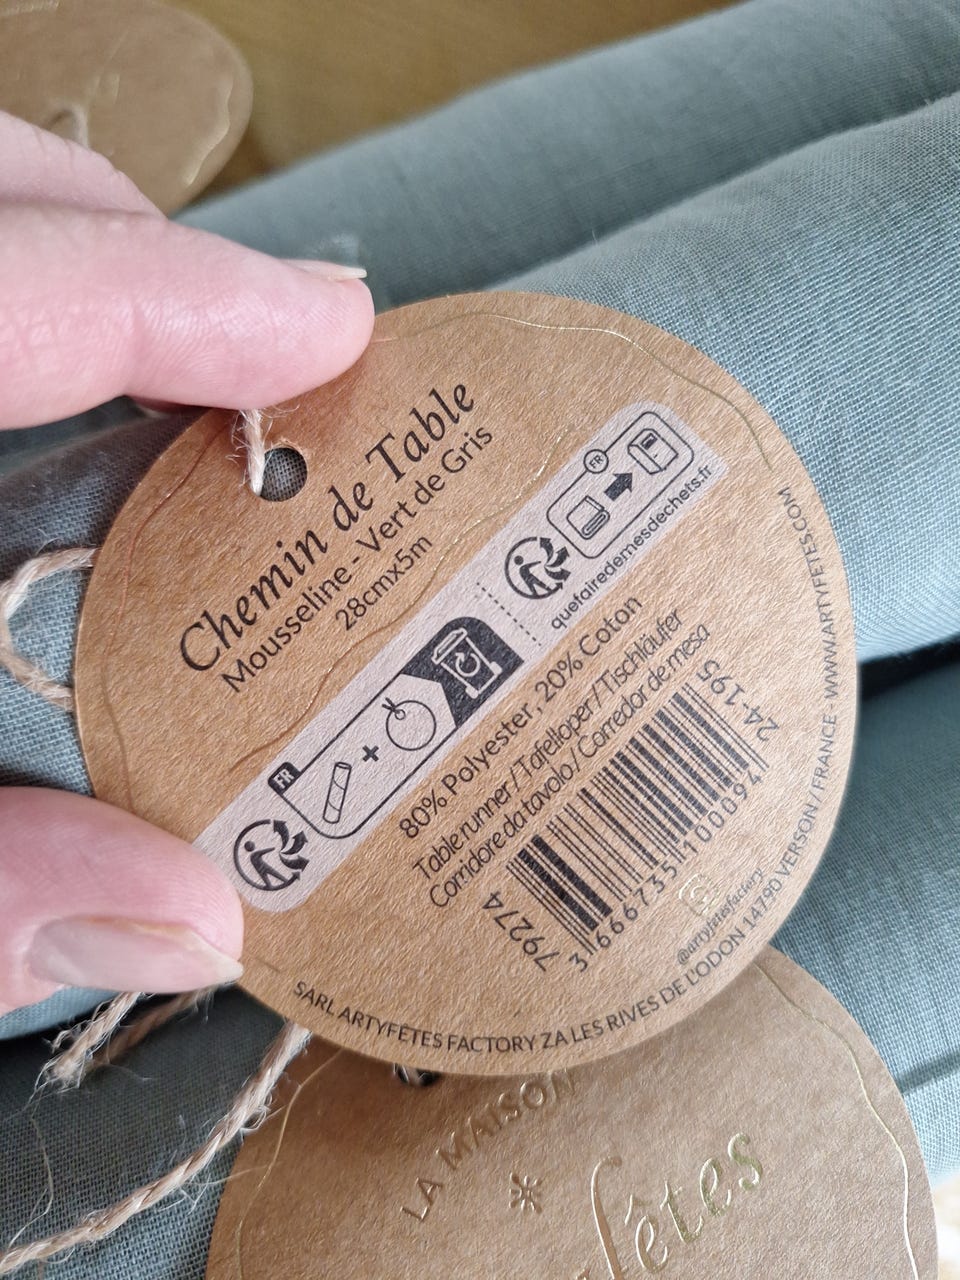 Chemin de Table
Mousseline - Vert de Gris
28cmx5m
FR
FR
quefairedemesdechets.fr
80% Polyester, 20% Coton
Table runner / Tafelloper / Tischläufer
Corridore da tavolo / Corredor de mesa
79274
24-195
3 666735 100094
@artyfetesfactory
SARL ARTYFÊTES FACTORY ZA LES RIVES DE L'ODON 14790 VERSON / FRANCE - WWW.ARTYFÊTES.COM
LA MAISON
fêtes